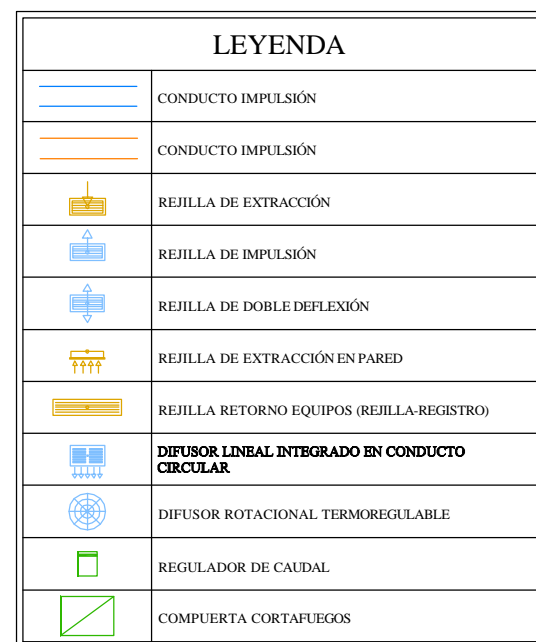 LEYENDA
CONDUCTO IMPULSIÓN
CONDUCTO IMPULSIÓN
REJILLA DE EXTRACCIÓN
REJILLA DE IMPULSIÓN
REJILLA DE DOBLE DEFLEXIÓN
REJILLA DE EXTRACCIÓN EN PARED
REJILLA RETORNO EQUIPOS (REJILLA-REGISTRO)
DIFUSOR LINEAL INTEGRADO EN CONDUCTO
CIRCULAR
DIFUSOR ROTACIONAL TERMOREGULABLE
REGULADOR DE CAUDAL
COMPUERTA CORTAFUEGOS